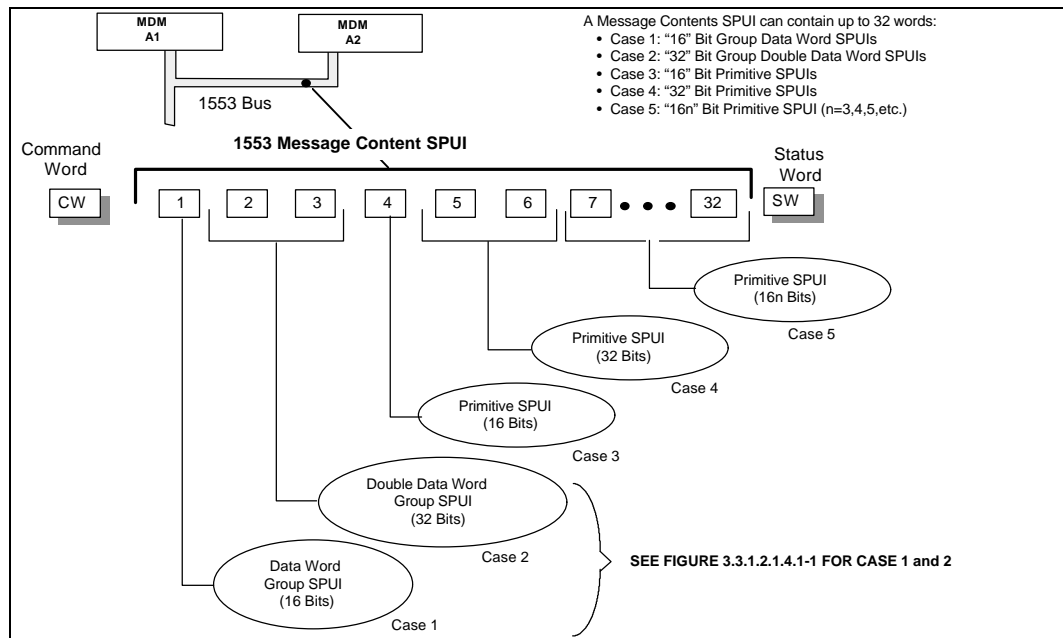 MDM
A1
MDM
A2
1553 Bus
A Message Contents SPUI can contain up to 32 words:
• Case 1: “16” Bit Group Data Word SPUIs
• Case 2: “32” Bit Group Double Data Word SPUIs
• Case 3: “16” Bit Primitive SPUIs
• Case 4: “32” Bit Primitive SPUIs
• Case 5: “16n” Bit Primitive SPUI (n=3,4,5,etc.)
1553 Message Content SPUI
Command
Word
Status
Word
CW
1
2
3
4
5
6
7
32
SW
Primitive SPUI
(16n Bits)
Case 5
Primitive SPUI
(32 Bits)
Case 4
Primitive SPUI
(16 Bits)
Case 3
Double Data Word
Group SPUI
(32 Bits)
Case 2
SEE FIGURE 3.3.1.2.1.4.1-1 FOR CASE 1 and 2
Data Word
Group SPUI
(16 Bits)
Case 1